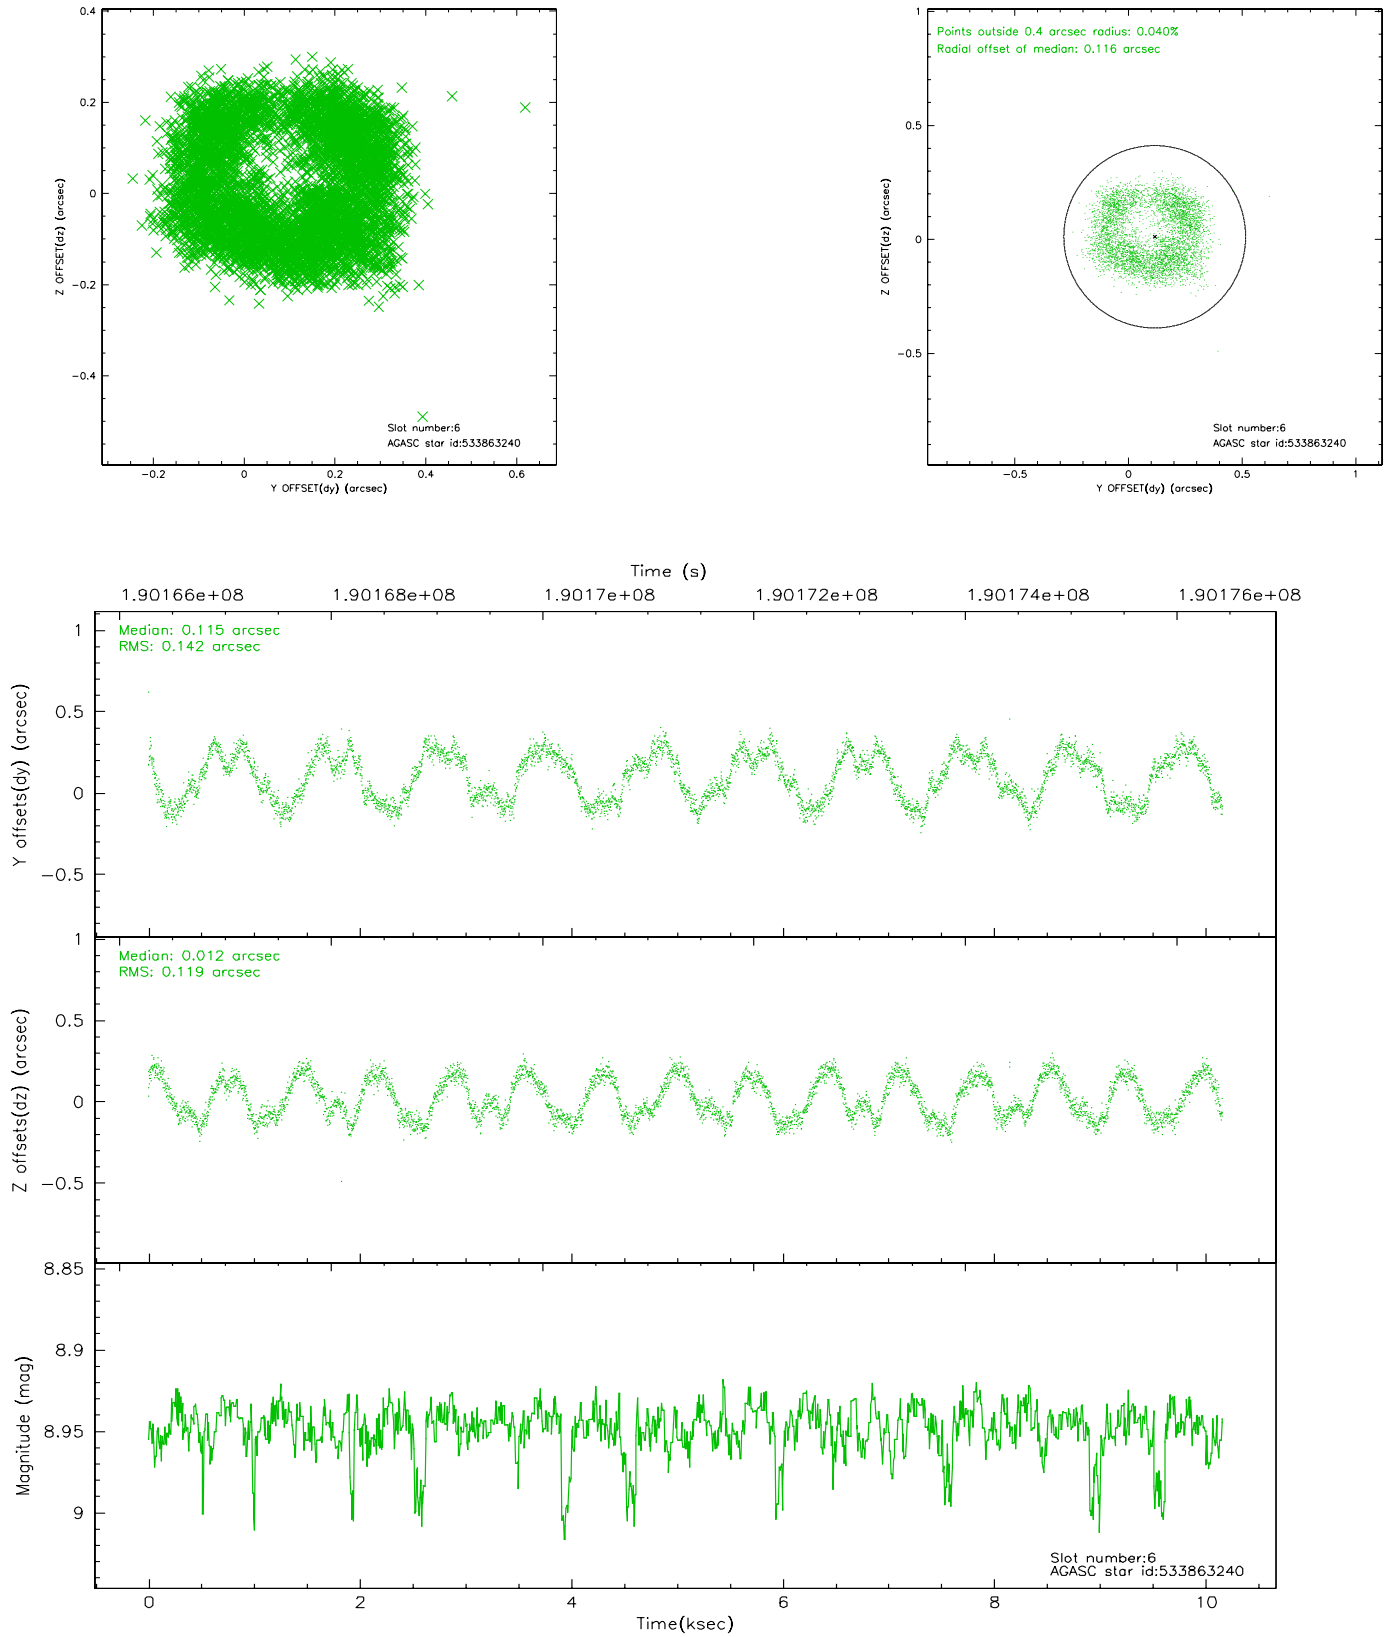 0.4
0.2
0
−0.2
−0.4
Z OFFSET(dz) (arcsec)
−0.2 0 0.2 0.4 0.6
Y OFFSET(dy) (arcsec)
Slot number:6
AGASC star id:533863240
Points outside 0.4 arcsec radius: 0.040%
Radial offset of median: 0.116 arcsec
1
0.5
0
−0.5
Z OFFSET(dz) (arcsec)
−0.5 0 0.5 1
Y OFFSET(dy) (arcsec)
Slot number:6
AGASC star id:533863240
Time (s)
1.90166e+08 1.90168e+08 1.9017e+08 1.90172e+08 1.90174e+08 1.90176e+08
Median: 0.115 arcsec
RMS: 0.142 arcsec
1
0.5
0
−0.5
Y offsets(dy) (arcsec)
Median: 0.012 arcsec
RMS: 0.119 arcsec
1
0.5
0
−0.5
Z offsets(dz) (arcsec)
8.85
8.9
8.95
9
Magnitude (mag)
Slot number:6
AGASC star id:533863240
0 2 4 6 8 10
Time(ksec)